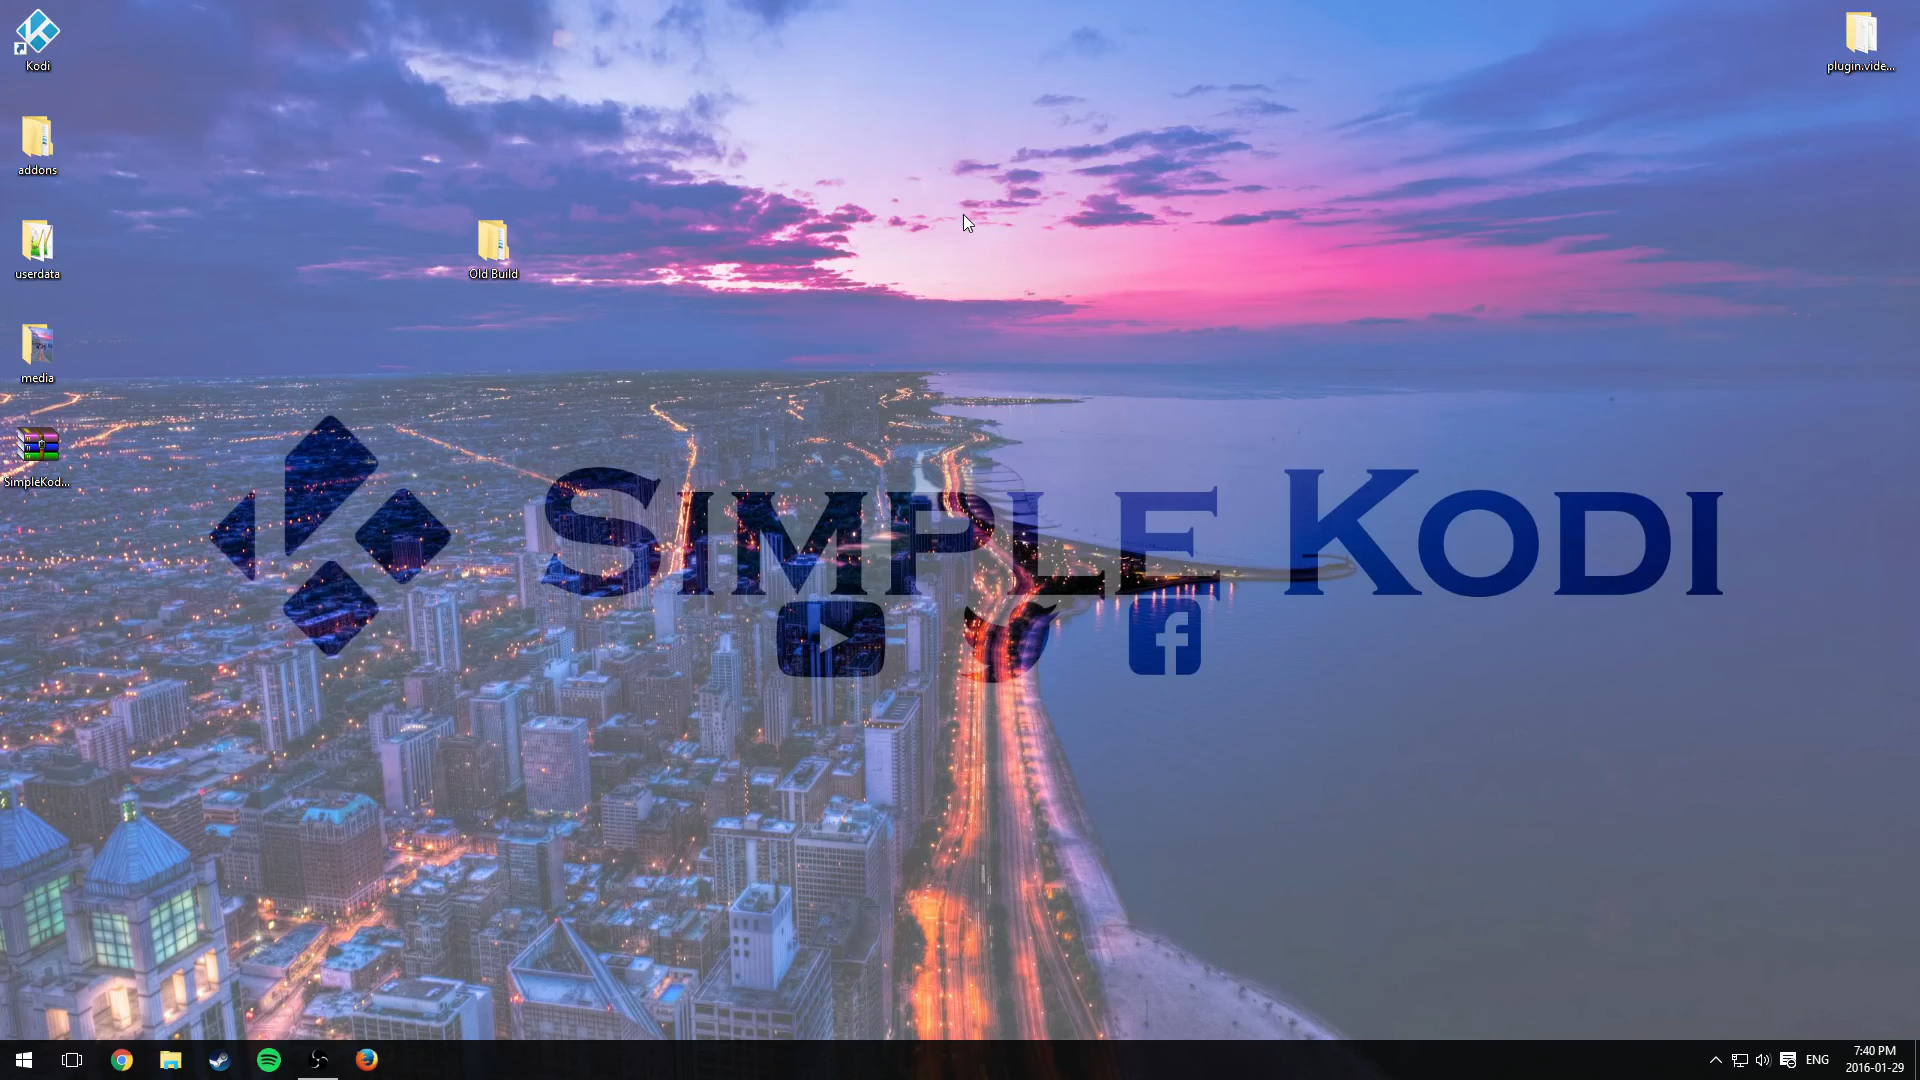 Kodi
plugin.vide...
addons
userdata
Old Build
media
SimpleKod...
Simple Kodi
ENG
7:40 PM
2016-01-29